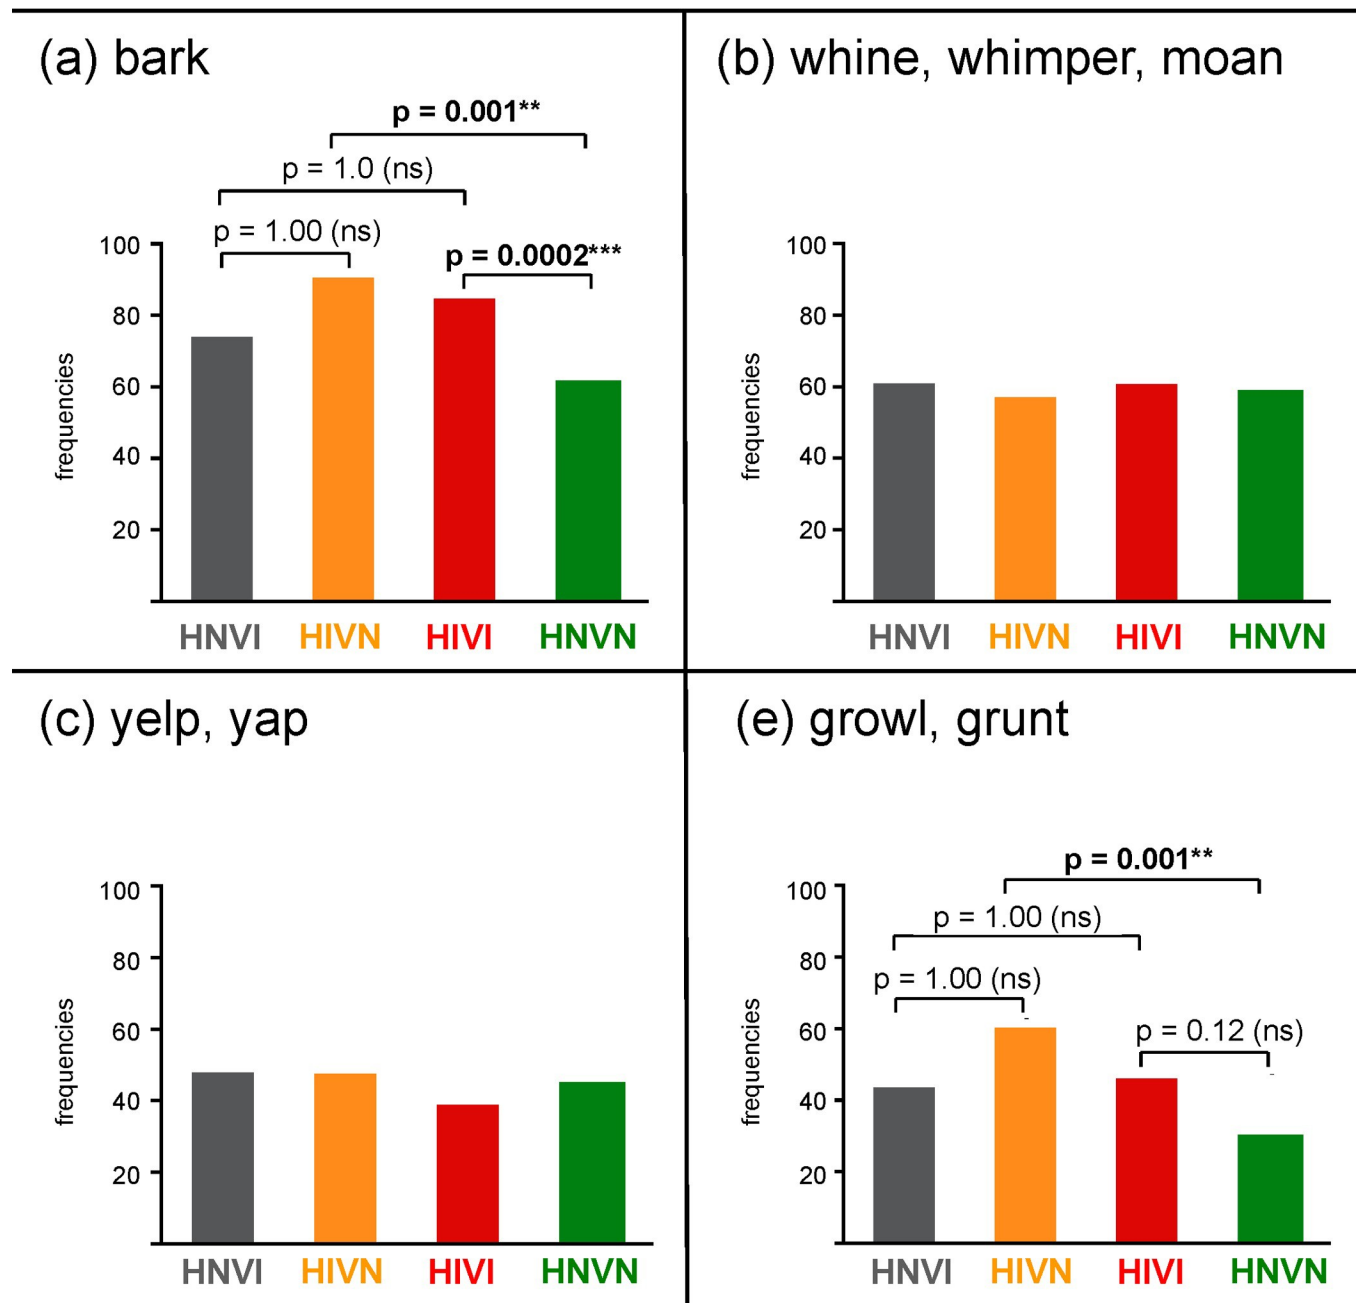 (a) bark
p = 0.001**
p = 1.0 (ns)
p = 1.00 (ns)
p = 0.0002***
frequencies
100
80
60
40
20
HNVI HIVN HIVI HNVN
(b) whine, whimper, moan
frequencies
100
80
60
40
20
HNVI HIVN HIVI HNVN
(c) yelp, yap
frequencies
100
80
60
40
20
HNVI HIVN HIVI HNVN
(e) growl, grunt
p = 0.001**
p = 1.00 (ns)
p = 1.00 (ns)
p = 0.12 (ns)
frequencies
100
80
60
40
20
HNVI HIVN HIVI HNVN